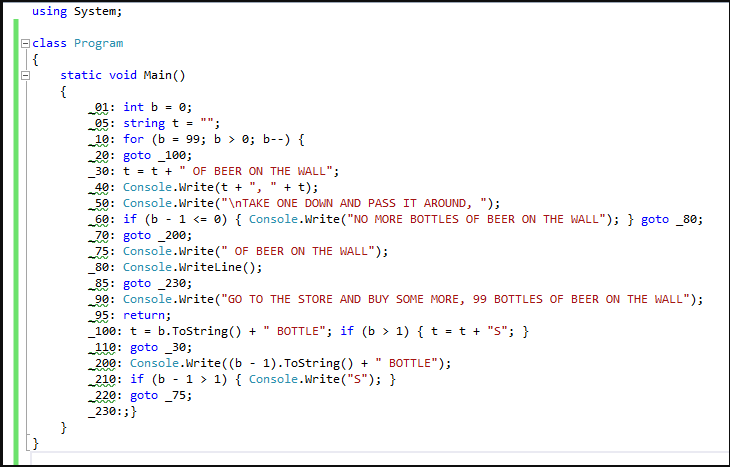 using System;
class Program
{
static void Main()
{
_01: int b = 0;
_05: string t = "";
_10: for (b = 99; b > 0; b--) {
_20: goto _100;
_30: t = t + " OF BEER ON THE WALL";
_40: Console.Write(t + ", " + t);
_50: Console.Write("\nTAKE ONE DOWN AND PASS IT AROUND, ");
_60: if (b - 1 <= 0) { Console.Write("NO MORE BOTTLES OF BEER ON THE WALL"); } goto _80;
_70: goto _200;
_75: Console.Write(" OF BEER ON THE WALL");
_80: Console.WriteLine();
_85: goto _230;
_90: Console.Write("GO TO THE STORE AND BUY SOME MORE, 99 BOTTLES OF BEER ON THE WALL");
_95: return;
_100: t = b.ToString() + " BOTTLE"; if (b > 1) { t = t + "S"; }
_110: goto _30;
_200: Console.Write((b - 1).ToString() + " BOTTLE");
_210: if (b - 1 > 1) { Console.Write("S"); }
_220: goto _75;
_230:;}
}
}